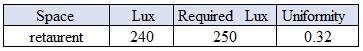 Space Lux Required Lux Uniformity
retaurent 240 250 0.32